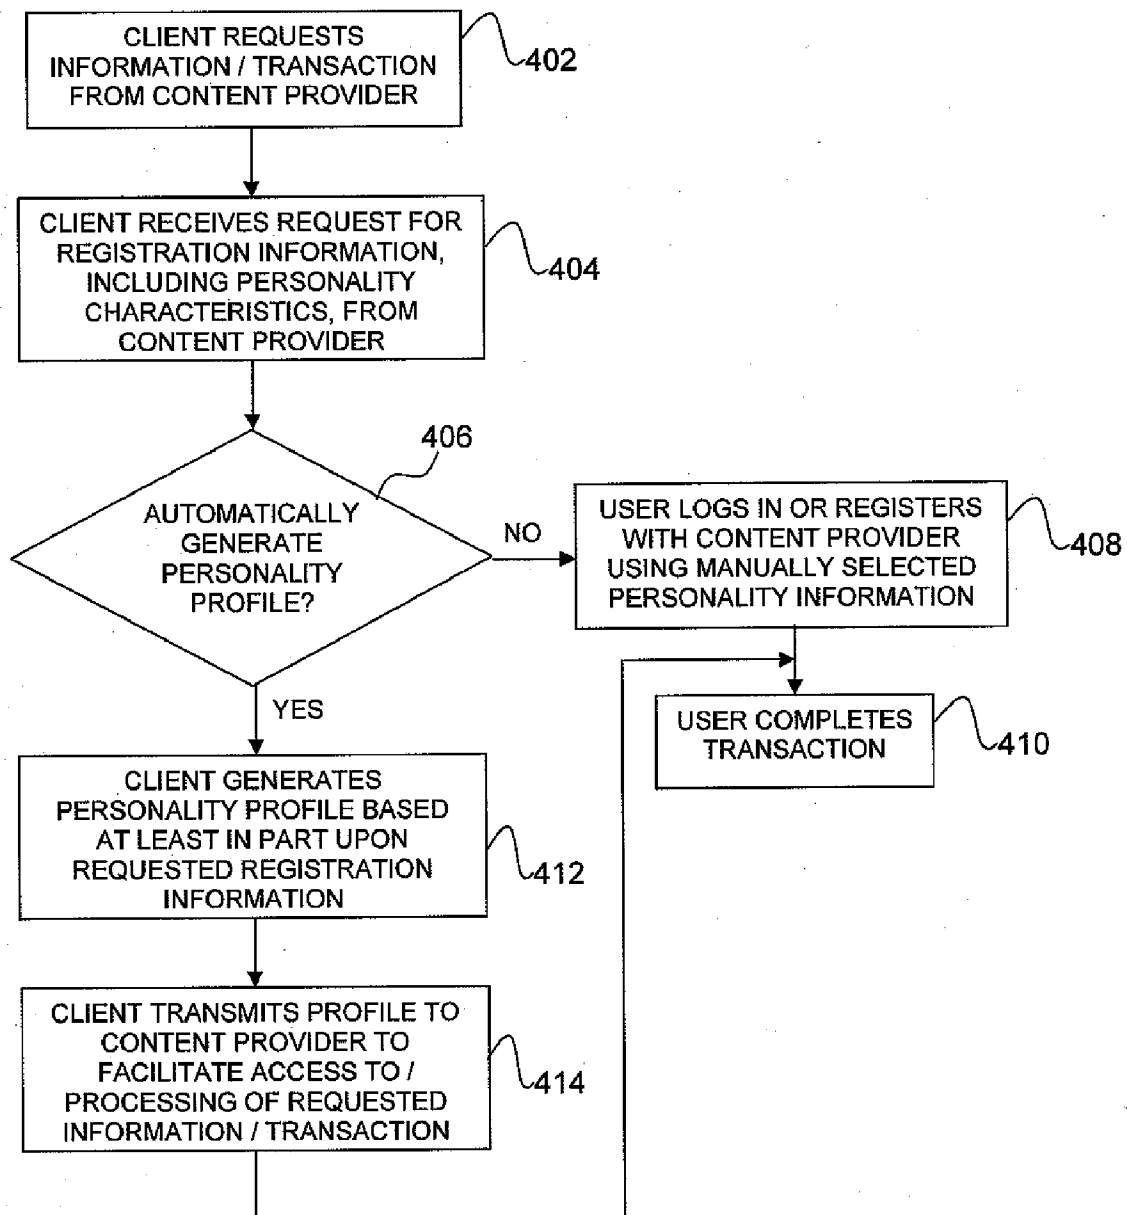 CLIENT REQUESTS
INFORMATION / TRANSACTION
FROM CONTENT PROVIDER
402
CLIENT RECEIVES REQUEST FOR
REGISTRATION INFORMATION,
INCLUDING PERSONALITY
CHARACTERISTICS, FROM
CONTENT PROVIDER
404
406
AUTOMATICALLY
GENERATE
PERSONALITY
PROFILE?
NO
USER LOGS IN OR REGISTERS
WITH CONTENT PROVIDER
USING MANUALLY SELECTED
PERSONALITY INFORMATION
408
YES
USER COMPLETES
TRANSACTION
410
CLIENT GENERATES
PERSONALITY PROFILE BASED
AT LEAST IN PART UPON
REQUESTED REGISTRATION
INFORMATION
412
CLIENT TRANSMITS PROFILE TO
CONTENT PROVIDER TO
FACILITATE ACCESS TO /
PROCESSING OF REQUESTED
INFORMATION / TRANSACTION
414